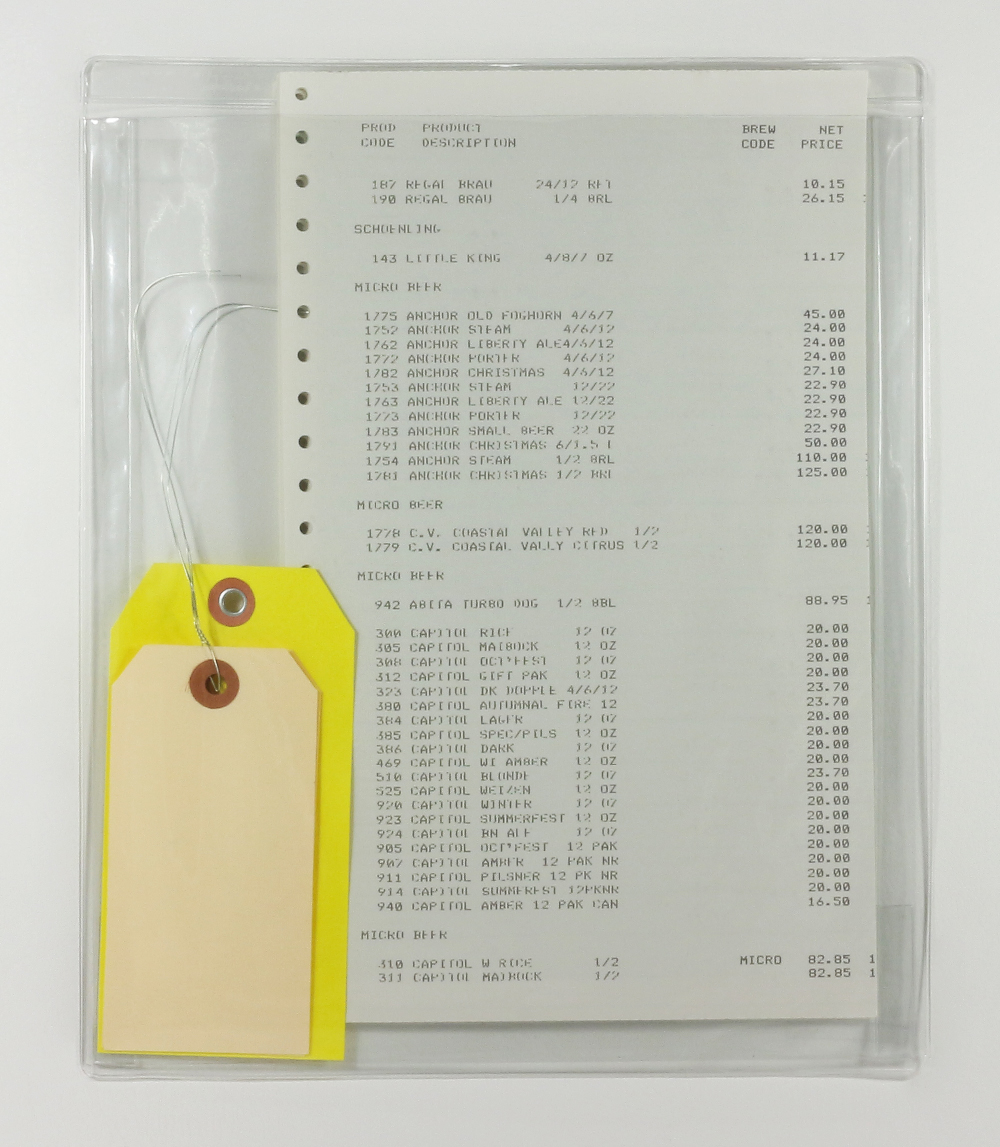 PROD PRODUCT BREW NET
CODE DESCRIPTION CODE PRICE
187 REGAL BRAU 24/12 RET 10.15
190 REGAL BRAU 1/4 BRL 26.15
SCHOENLING
143 LITTLE KING 4/8/7 OZ 11.17
MICRO BEER
1775 ANCHOR OLD FOGHORN 4/6/7 45.00
1752 ANCHOR STEAM 4/6/12 24.00
1762 ANCHOR LIBERTY ALE4/6/12 24.00
1772 ANCHOR PORTER 4/6/12 24.00
1782 ANCHOR CHRISTMAS 4/6/12 27.10
1753 ANCHOR STEAM 12/22 22.90
1763 ANCHOR LIBERTY ALE 12/22 22.90
1773 ANCHOR PORTER 12/22 22.90
1783 ANCHOR SMALL BEER 22 OZ 22.90
1791 ANCHOR CHRISTMAS 6/1.5 L 50.00
1754 ANCHOR STEAM 1/2 BRL 110.00
1781 ANCHOR CHRISTMAS 1/2 BRL 125.00
MICRO BEER
1778 C.V. COASTAL VALLEY RED 1/2 120.00
1779 C.V. COASTAL VALLY CITRUS 1/2 120.00
MICRO BEER
942 ABITA TURBO DOG 1/2 BBL 88.95
300 CAPITOL RICE 12 OZ 20.00
305 CAPITOL MAIBOCK 12 OZ 20.00
308 CAPITOL OCT'FEST 12 OZ 20.00
312 CAPITOL GIFT PAK 12 OZ 20.00
323 CAPITOL DK DOPPLE 4/6/12 23.70
380 CAPITOL AUTUMNAL FIRE 12 23.70
384 CAPITOL LAGER 12 OZ 20.00
385 CAPITOL SPEC/PILS 12 OZ 20.00
386 CAPITOL DARK 12 OZ 20.00
469 CAPITOL WI AMBER 12 OZ 20.00
510 CAPITOL BLONDE 12 OZ 23.70
525 CAPITOL WEIZEN 12 OZ 20.00
920 CAPITOL WINTER 12 OZ 20.00
923 CAPITOL SUMMERFEST 12 OZ 20.00
924 CAPITOL BN ALE 12 OZ 20.00
905 CAPITOL OCT'FEST 12 PAK 20.00
907 CAPITOL AMBER 12 PAK NR 20.00
911 CAPITOL PILSNER 12 PK NR 20.00
914 CAPITOL SUMMERFST 12PKNR 20.00
940 CAPITOL AMBER 12 PAK CAN 16.50
MICRO BEER
310 CAPITOL W RICE 1/2 MICRO 82.85 1
311 CAPITOL MAIBOCK 1/2 82.85 1